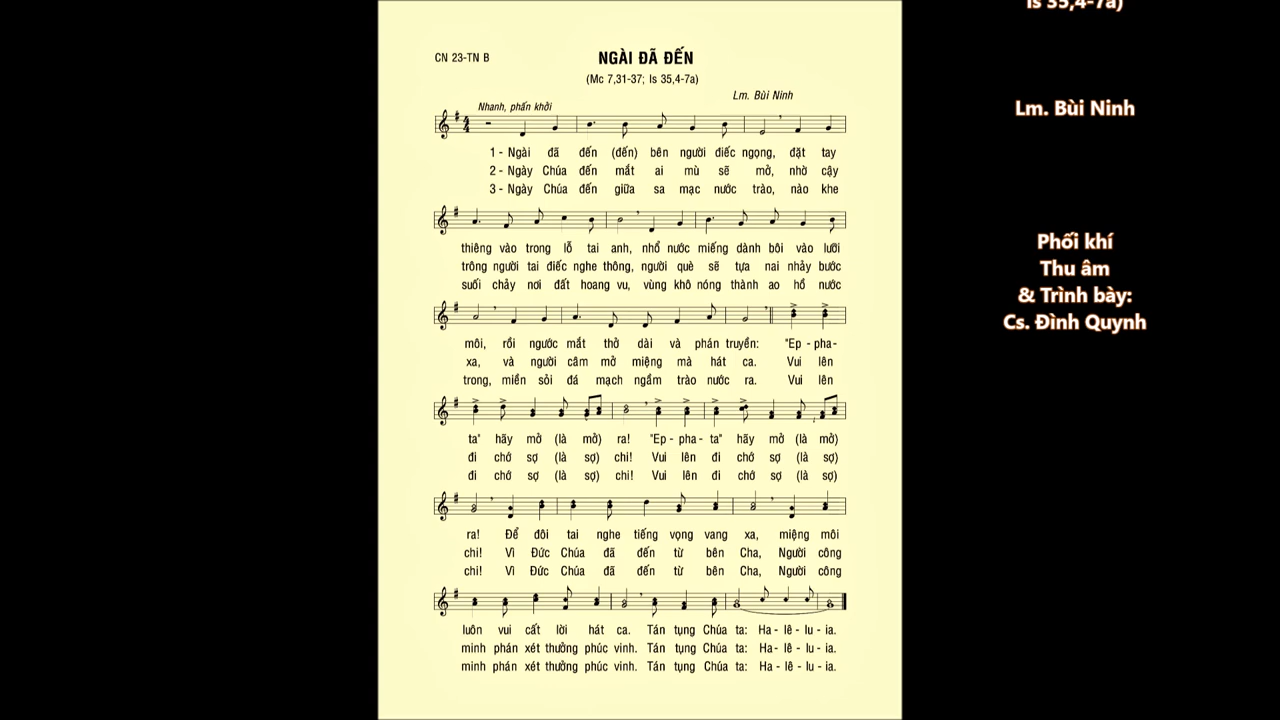 CN 23-TN B
NGÀI ĐÃ ĐẾN
(Mc 7,31-37; Is 35,4-7a)
Lm. Bùi Ninh
Nhanh, phấn khởi
1 - Ngài đã đến (đến) bên người điếc ngọng, đặt tay
2 - Ngày Chúa đến mắt ai mù sẽ mở, nhờ cậy
3 - Ngày Chúa đến giữa sa mạc nước trào, nào khe
thiêng vào trong lỗ tai anh, nhổ nước miếng dành bôi vào lưỡi
trông người tai điếc nghe thông, người què sẽ tựa nai nhảy bước
suối chảy nơi đất hoang vu, vùng khô nóng thành ao hồ nước
môi, rồi ngước mắt thở dài và phán truyền: "Ep - pha-
xa, và người câm mở miệng mà hát ca. Vui lên
trong, miền sỏi đá mạch ngầm trào nước ra. Vui lên
ta" hãy mở (là mở) ra! "Ep - pha - ta" hãy mở (là mở)
đi chớ sợ (là sợ) chi! Vui lên đi chớ sợ (là sợ)
đi chớ sợ (là sợ) chi! Vui lên đi chớ sợ (là sợ)
ra! Để đôi tai nghe tiếng vọng vang xa, miệng môi
chi! Vì Đức Chúa đã đến từ bên Cha, Người công
chi! Vì Đức Chúa đã đến từ bên Cha, Người công
luôn vui cất lời hát ca. Tán tụng Chúa ta: Ha - lê - lu - ia.
minh phán xét thưởng phúc vinh. Tán tụng Chúa ta: Ha- lê - lu - ia.
minh phán xét thưởng phúc vinh. Tán tụng Chúa ta: Ha - lê - lu - ia.
Is 35,4-7a)
Lm. Bùi Ninh
Phối khí
Thu âm
& Trình bày:
Cs. Đình Quynh